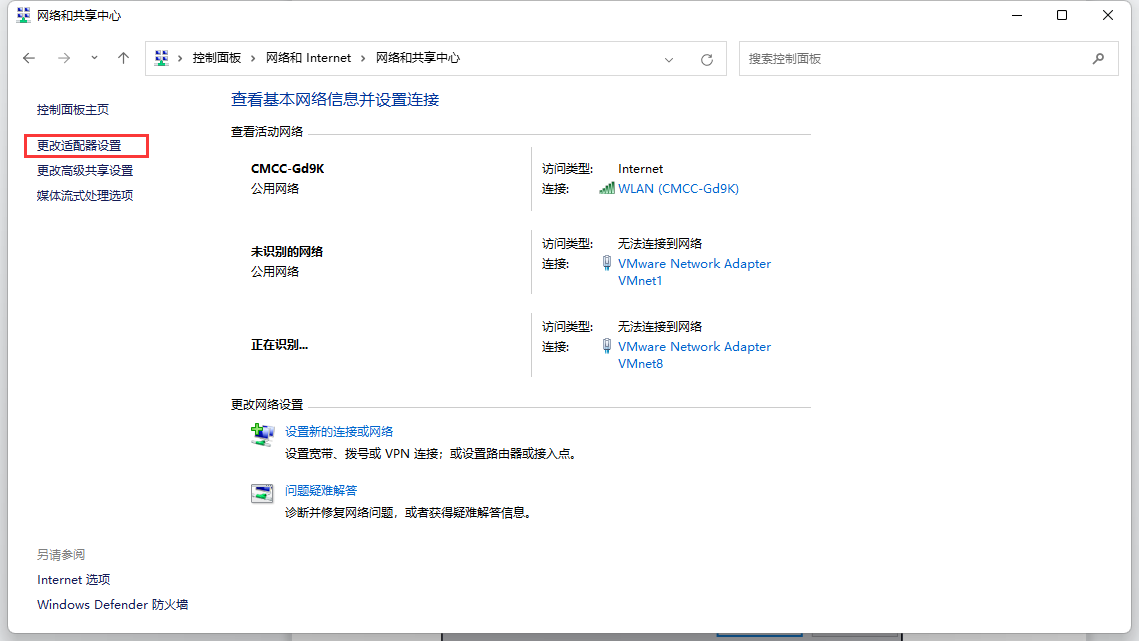 网络和共享中心
控制面板 网络和 Internet 网络和共享中心
搜索控制面板
控制面板主页
更改适配器设置
更改高级共享设置
媒体流式处理选项
查看基本网络信息并设置连接
查看活动网络
CMCC-Gd9K
公用网络
访问类型: Internet
连接: WLAN (CMCC-Gd9K)
未识别的网络
公用网络
访问类型: 无法连接到网络
连接: VMware Network Adapter
VMnet1
正在识别...
访问类型: 无法连接到网络
连接: VMware Network Adapter
VMnet8
更改网络设置
设置新的连接或网络
设置宽带、拨号或 VPN 连接；或设置路由器或接入点。
问题疑难解答
诊断并修复网络问题，或者获得疑难解答信息。
另请参阅
Internet 选项
Windows Defender 防火墙